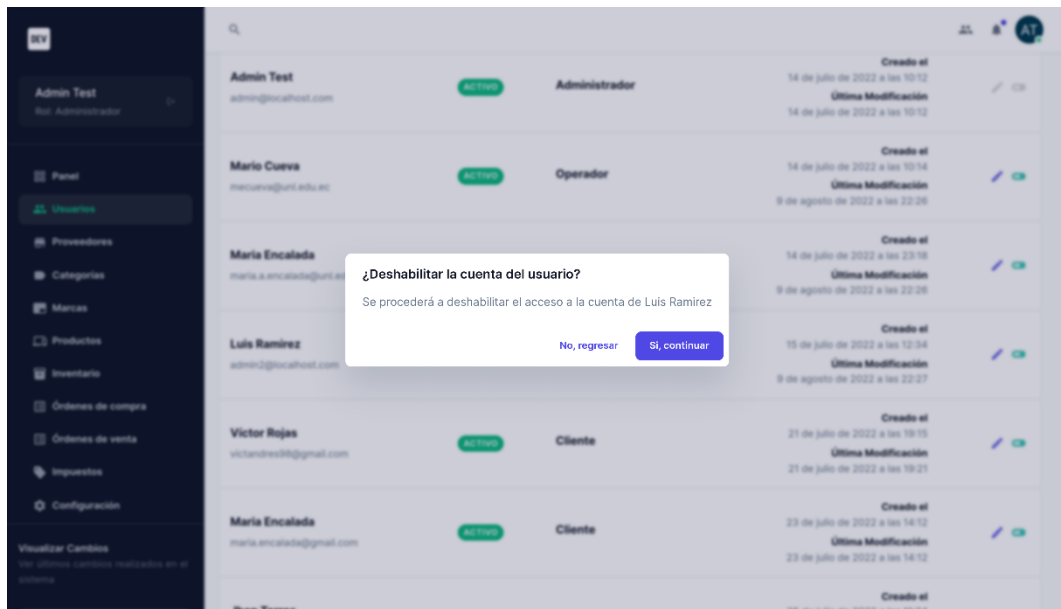 DEV
Admin Test
Rol: Administrador
Panel
Usuarios
Proveedores
Categorías
Marcas
Productos
Inventario
Órdenes de compra
Órdenes de venta
Impuestos
Configuración
Visualizar Cambios
Ver últimos cambios realizados en el
sistema
AT
Admin Test
admin@localhost.com
ACTIVO
Administrador
Creado el
14 de julio de 2022 a las 10:12
Última Modificación
14 de julio de 2022 a las 10:12
Mario Cueva
mecueva@uni.edu.ec
ACTIVO
Operador
Creado el
14 de julio de 2022 a las 10:14
Última Modificación
9 de agosto de 2022 a las 22:26
Maria Encalada
Creado el
14 de julio de 2022 a las 23:18
Última Modificación
9 de agosto de 2022 a las 22:26
¿Deshabilitar la cuenta del usuario?
Se procederá a deshabilitar el acceso a la cuenta de Luis Ramirez
No, regresar
Si, continuar
Luis Ramirez
admin2@localhost.com
Creado el
15 de julio de 2022 a las 12:34
Última Modificación
9 de agosto de 2022 a las 22:27
Victor Rojas
victandres98@gmail.com
ACTIVO
Cliente
Creado el
21 de julio de 2022 a las 19:15
Última Modificación
21 de julio de 2022 a las 19:21
Maria Encalada
maria.encalada@gmail.com
ACTIVO
Cliente
Creado el
23 de julio de 2022 a las 14:12
Última Modificación
23 de julio de 2022 a las 14:12
Creado el